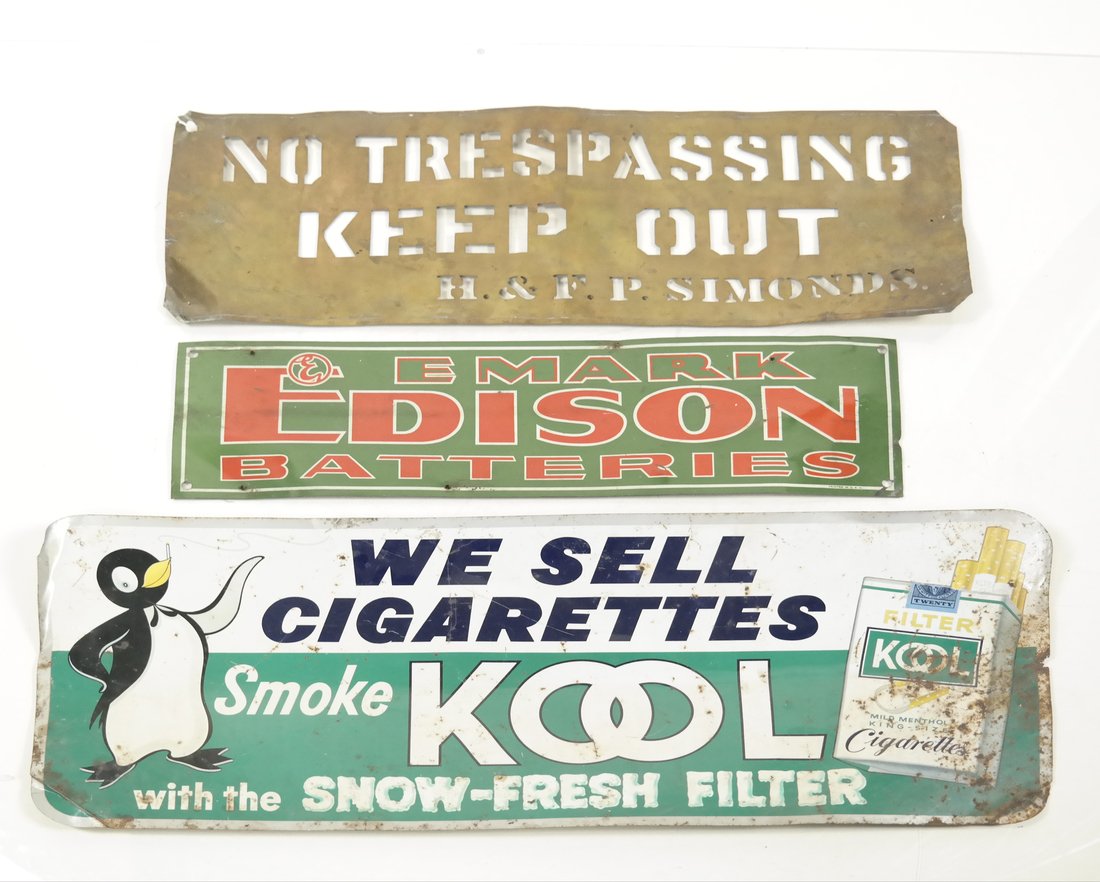 NO TRESPASSING
KEEP OUT
H. & F. P. SIMONDS.
E EMARK
EDISON
BATTERIES
WE SELL
CIGARETTES
Smoke KOOL
with the SNOW-FRESH FILTER
TWENTY
FILTER
KOOL
MILD MENTHOL
KING-SIZE
Cigarettes